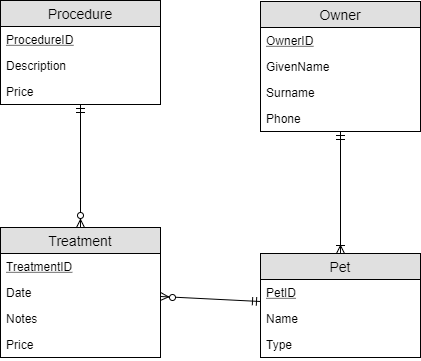 Procedure
ProcedureID
Description
Price
Owner
OwnerID
GivenName
Surname
Phone
Treatment
TreatmentID
Date
Notes
Price
Pet
PetID
Name
Type